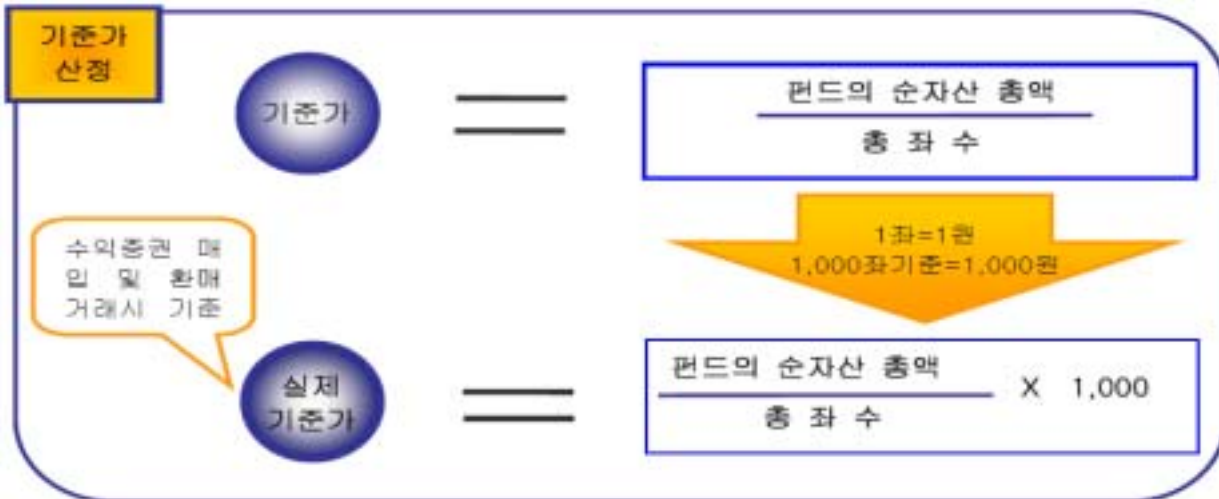 기준가
산정
기준가
펀드의 순자산 총액
총 좌 수
1좌=1원
1,000좌기준=1,000원
수익증권 매
입 및 환매
거래시 기준
실제
기준가
펀드의 순자산 총액
X 1,000
총 좌 수